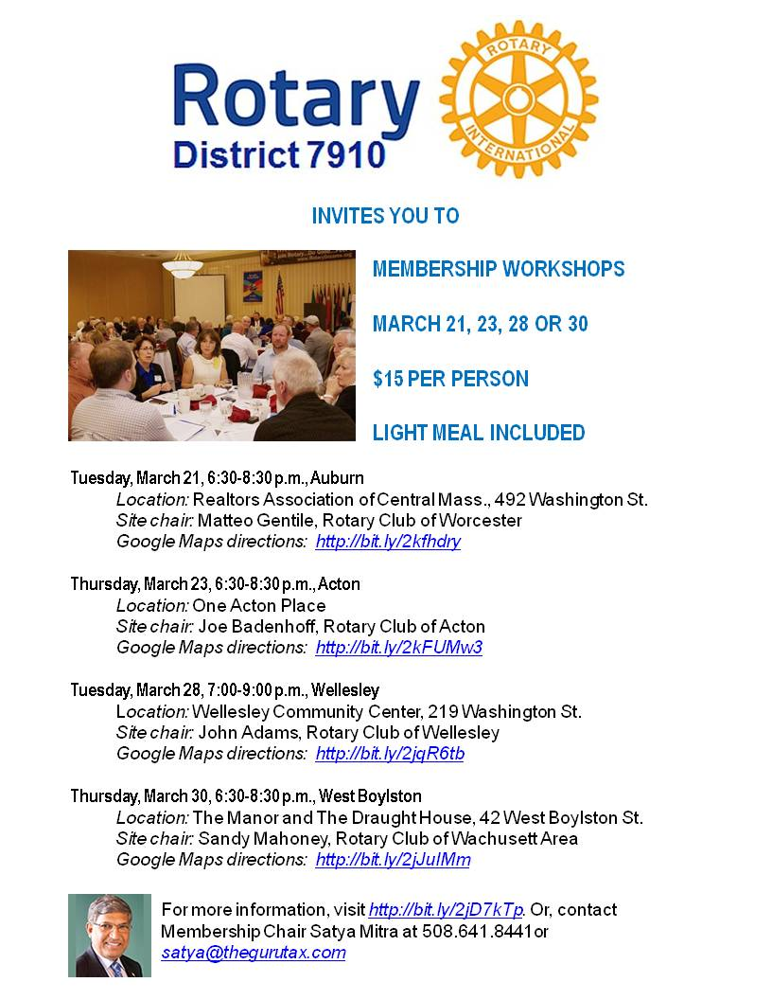 Rotary
District 7910
ROTARY
INTERNATIONAL
INVITES YOU TO
MEMBERSHIP WORKSHOPS
MARCH 21, 23, 28 OR 30
$15 PER PERSON
LIGHT MEAL INCLUDED
Tuesday, March 21, 6:30-8:30 p.m., Auburn
Location: Realtors Association of Central Mass., 492 Washington St.
Site chair: Matteo Gentile, Rotary Club of Worcester
Google Maps directions: http://bit.ly/2kfhdry
Thursday, March 23, 6:30-8:30 p.m., Acton
Location: One Acton Place
Site chair: Joe Badenhoff, Rotary Club of Acton
Google Maps directions: http://bit.ly/2kFUMw3
Tuesday, March 28, 7:00-9:00 p.m., Wellesley
Location: Wellesley Community Center, 219 Washington St.
Site chair: John Adams, Rotary Club of Wellesley
Google Maps directions: http://bit.ly/2jqR6tb
Thursday, March 30, 6:30-8:30 p.m., West Boylston
Location: The Manor and The Draught House, 42 West Boylston St.
Site chair: Sandy Mahoney, Rotary Club of Wachusett Area
Google Maps directions: http://bit.ly/2jJuIMm
For more information, visit http://bit.ly/2jD7kTp. Or, contact
Membership Chair Satya Mitra at 508.641.8441or
satya@thegurutax.com